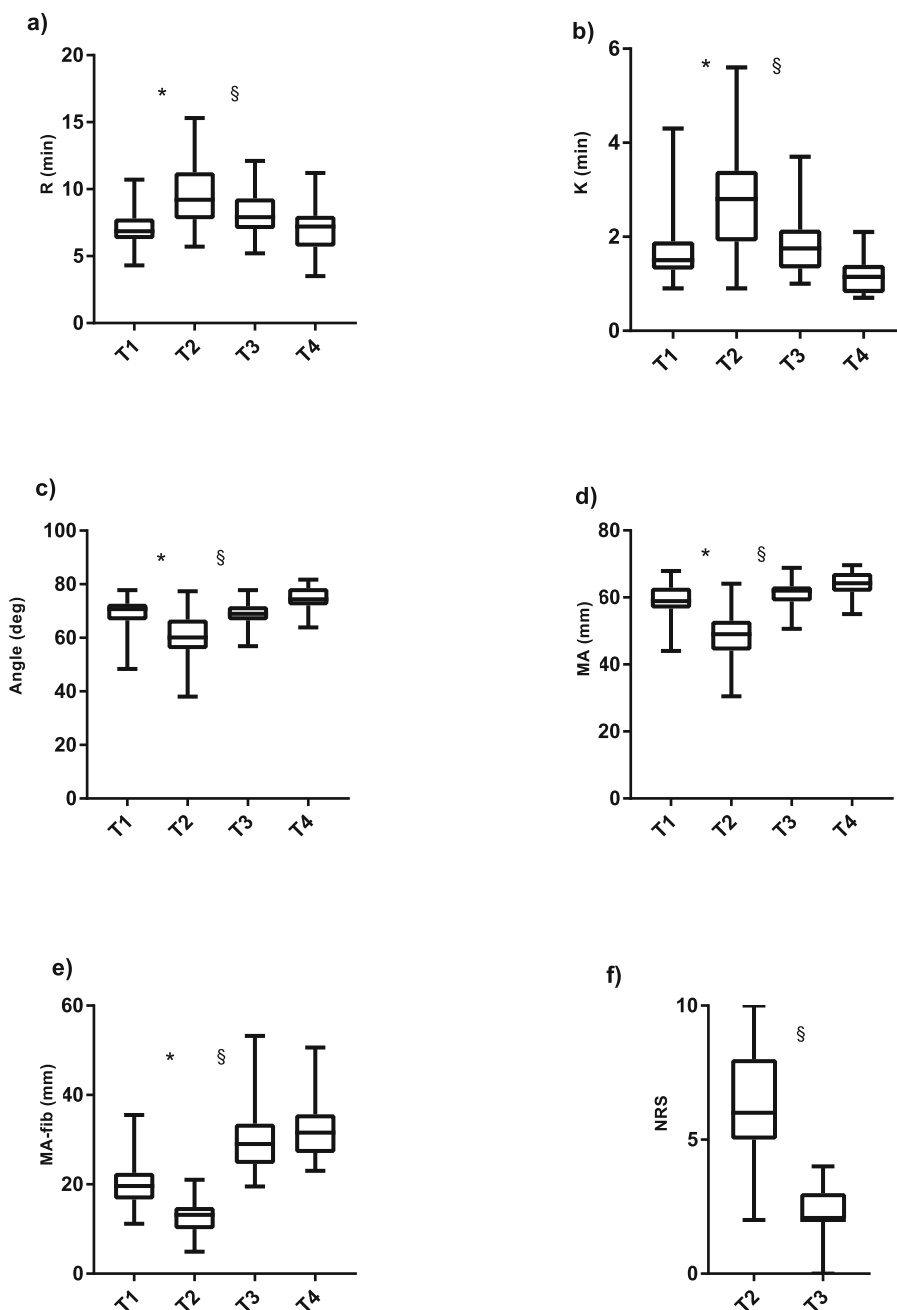 a)
R (min)
20
15
10
5
0
* §
T1 T2 T3 T4
b)
K (min)
6
4
2
0
* §
T1 T2 T3 T4
c)
Angle (deg)
100
80
60
40
20
0
* §
T1 T2 T3 T4
d)
MA (mm)
80
60
40
20
0
* §
T1 T2 T3 T4
e)
MA-fib (mm)
60
40
20
0
* §
T1 T2 T3 T4
f)
NRS
10
5
0
§
T2 T3